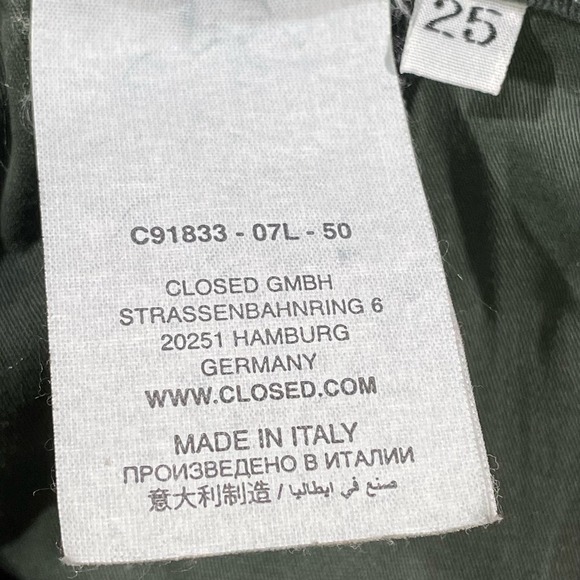 25
C91833 - 07L - 50
CLOSED GMBH
STRASSENBAHNRING 6
20251 HAMBURG
GERMANY
WWW.CLOSED.COM
MADE IN ITALY
ПРОИЗВЕДЕНО В ИТАЛИИ
意大利制造 / صنع في ايطاليا